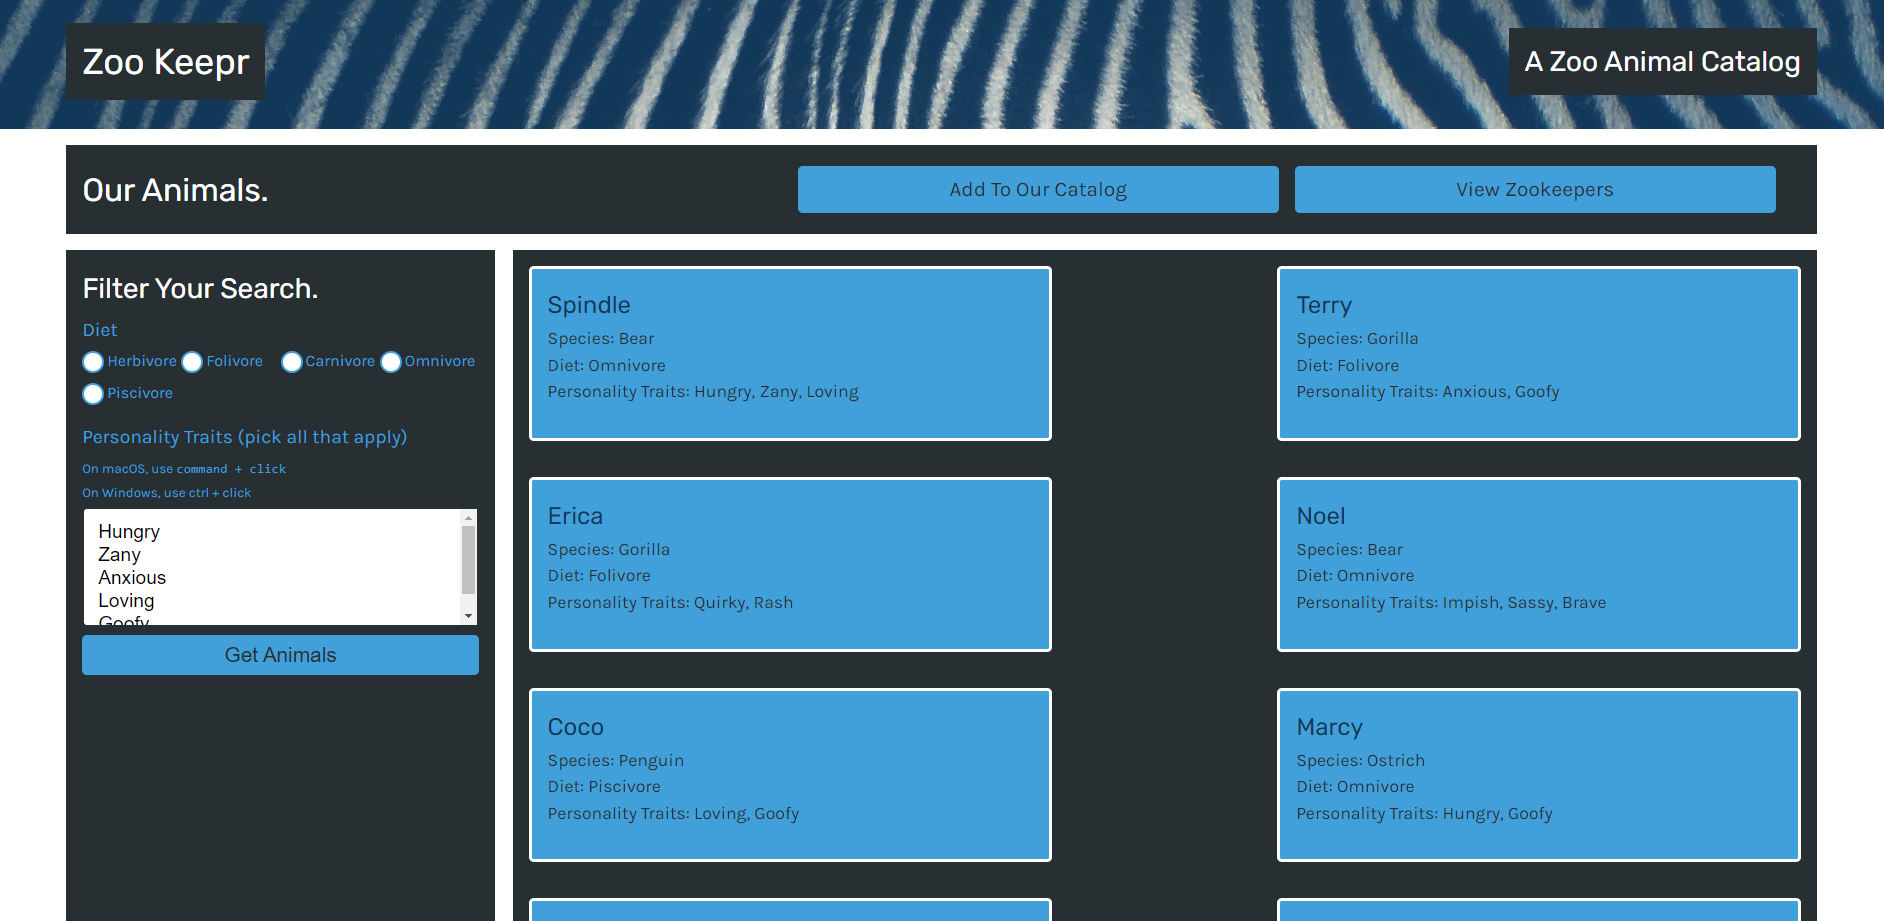 Zoo Keepr
A Zoo Animal Catalog
Our Animals.
Add To Our Catalog
View Zookeepers
Filter Your Search.
Diet
Herbivore Folivore Carnivore Omnivore
Piscivore
Personality Traits (pick all that apply)
On macOS, use command + click
On Windows, use ctrl + click
Hungry
Zany
Anxious
Loving
Goofy
Get Animals
Spindle
Species: Bear
Diet: Omnivore
Personality Traits: Hungry, Zany, Loving
Terry
Species: Gorilla
Diet: Folivore
Personality Traits: Anxious, Goofy
Erica
Species: Gorilla
Diet: Folivore
Personality Traits: Quirky, Rash
Noel
Species: Bear
Diet: Omnivore
Personality Traits: Impish, Sassy, Brave
Coco
Species: Penguin
Diet: Piscivore
Personality Traits: Loving, Goofy
Marcy
Species: Ostrich
Diet: Omnivore
Personality Traits: Hungry, Goofy